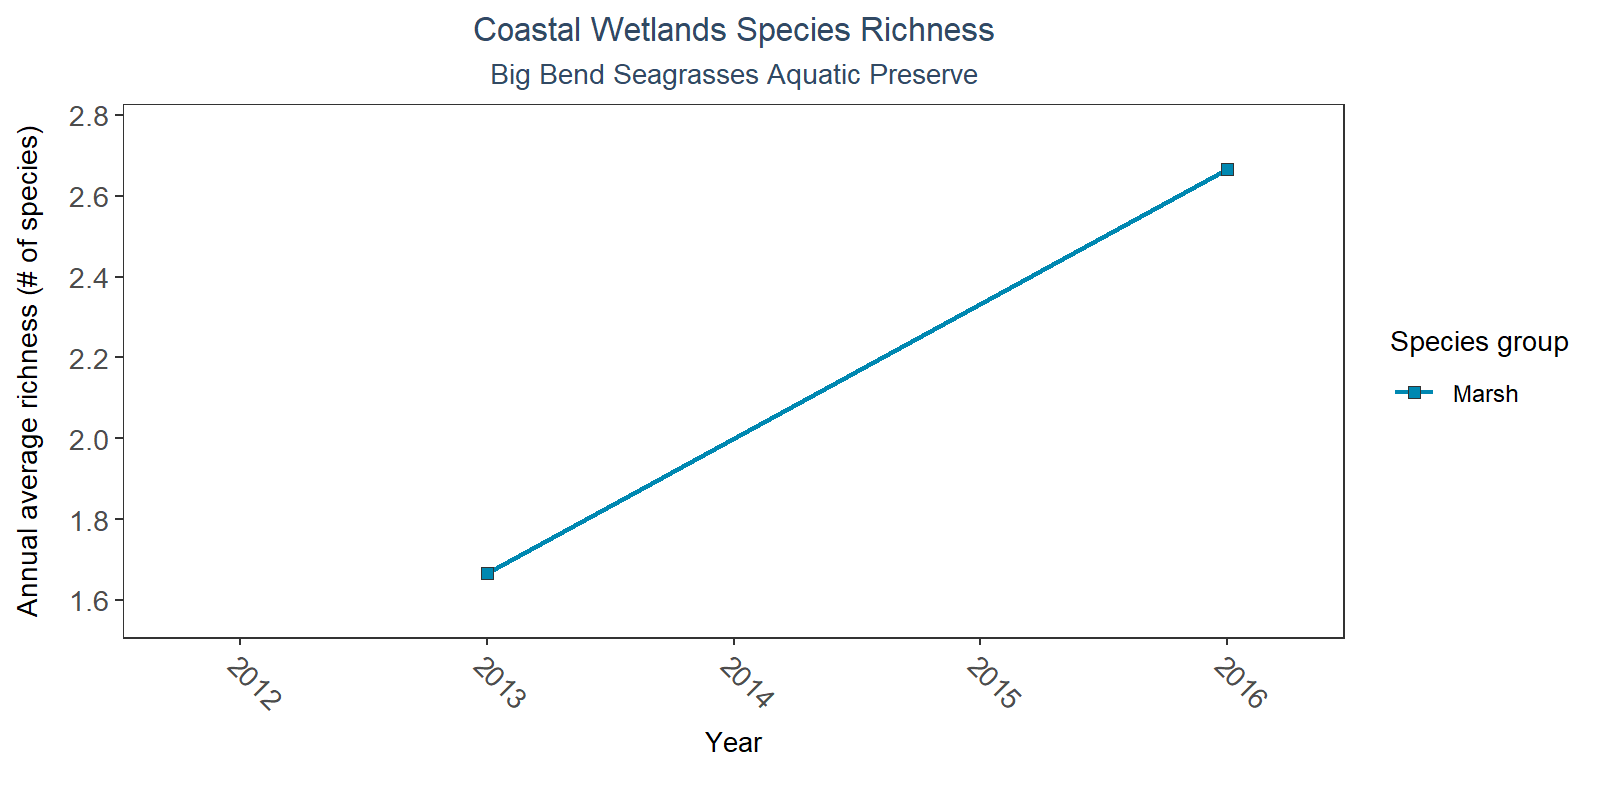 Coastal Wetlands Species Richness
Big Bend Seagrasses Aquatic Preserve
Annual average richness (# of species)
2.8
2.6
2.4
2.2
2.0
1.8
1.6
2012
2013
2014
2015
2016
Year
Species group
Marsh